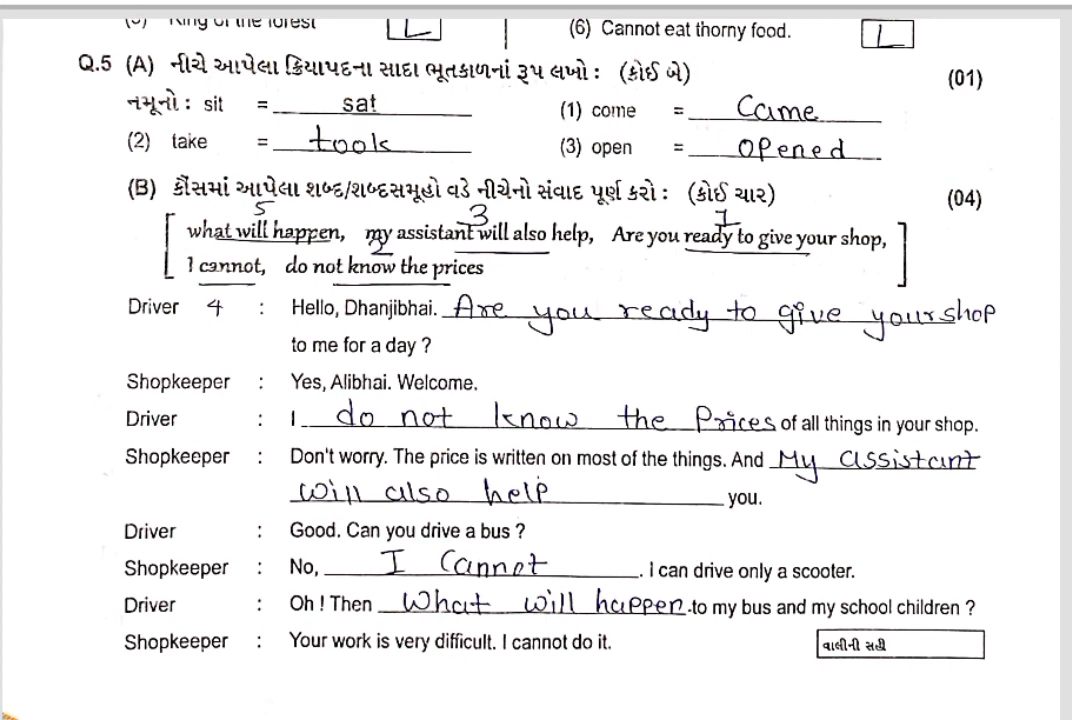 (5) King of the forest L (6) Cannot eat thorny food. L
Q.5 (A) નીચે આપેલા ક્રિયાપદના સાદા ભૂતકાળનાં રૂપ લખો : (કોઈ બે) (01)
નમૂનો : sit = sat (1) come = Came
(2) take = took (3) open = opened
(B) કૌંસમાં આપેલા શબ્દ/શબ્દસમૂહો વડે નીચેનો સંવાદ પૂર્ણ કરો : (કોઈ ચાર) (04)
5 3 1
[ what will happen, my assistant will also help, Are you ready to give your shop,
2
I cannot, do not know the prices ]
Driver 4 : Hello, Dhanjibhai. Are you ready to give your shop
to me for a day ?
Shopkeeper : Yes, Alibhai. Welcome.
Driver : I do not know the Prices of all things in your shop.
Shopkeeper : Don't worry. The price is written on most of the things. And My assistant
will also help you.
Driver : Good. Can you drive a bus ?
Shopkeeper : No, I Cannot. I can drive only a scooter.
Driver : Oh ! Then What will happen to my bus and my school children ?
Shopkeeper : Your work is very difficult. I cannot do it.
વાલીની સહી